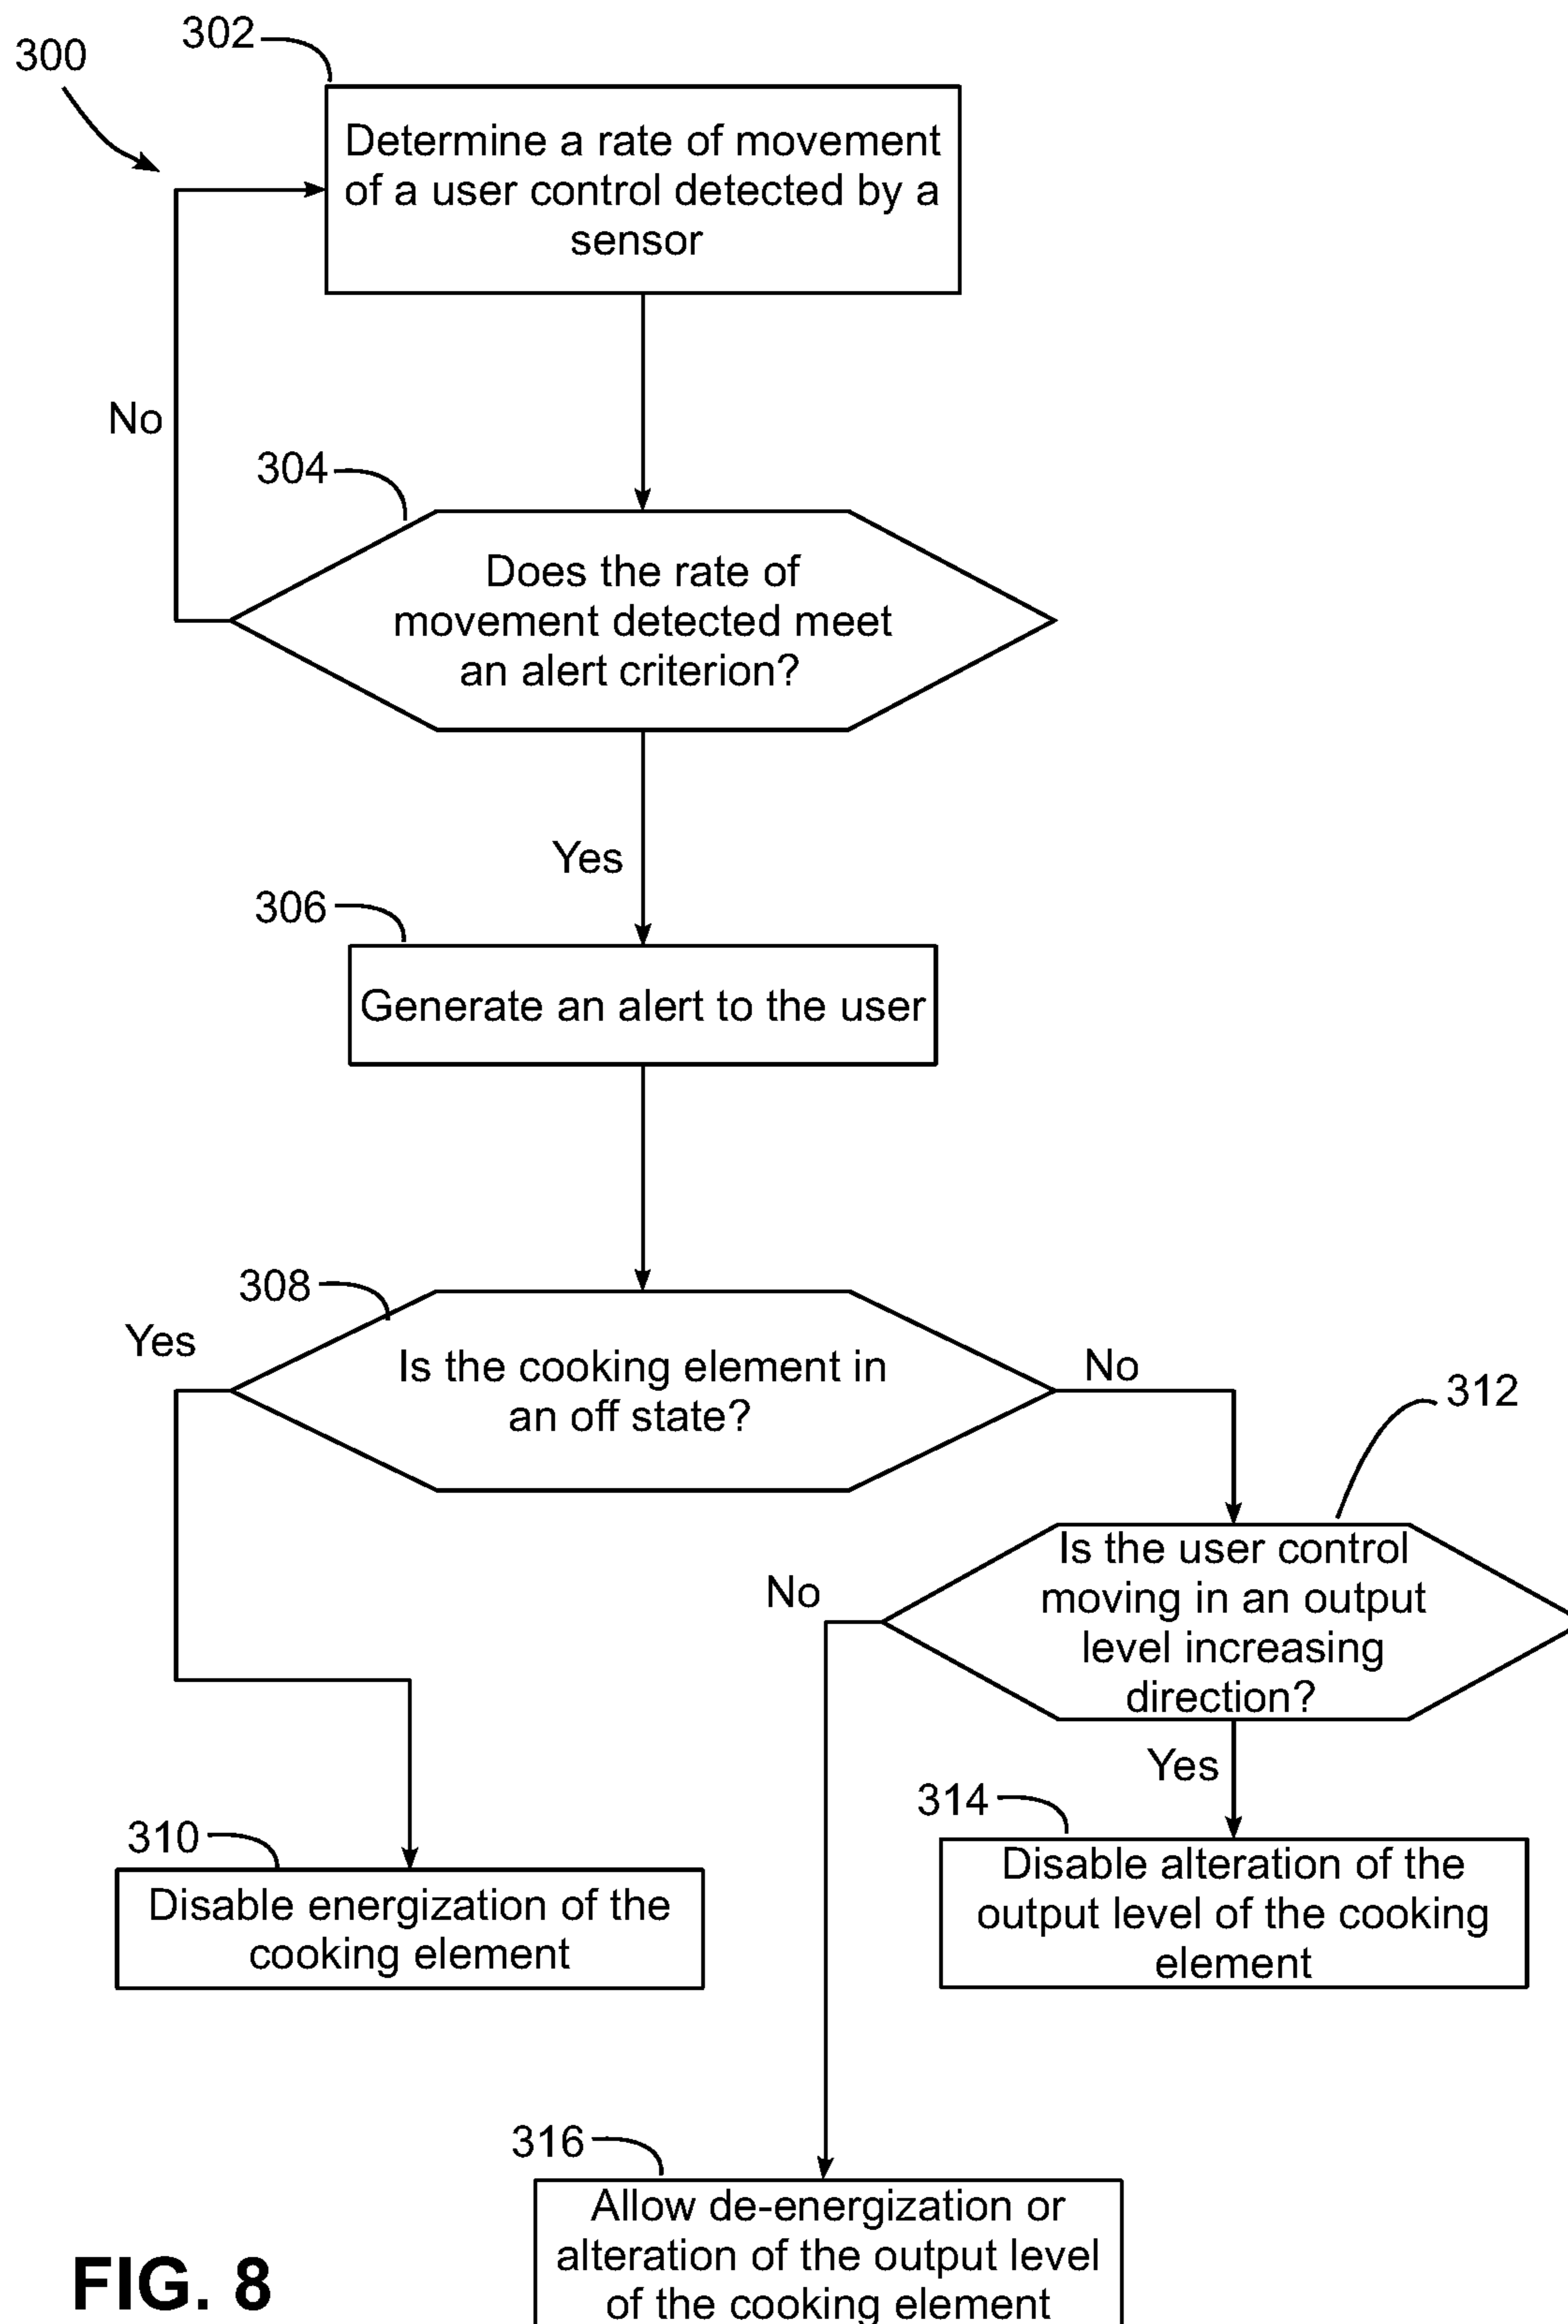 300
302
Determine a rate of movement
of a user control detected by a
sensor
No
304
Does the rate of
movement detected meet
an alert criterion?
Yes
306
Generate an alert to the user
308
Yes
Is the cooking element in
an off state?
No
312
Is the user control
moving in an output
level increasing
direction?
No
Yes
310
Disable energization of the
cooking element
314
Disable alteration of the
output level of the cooking
element
316
Allow de-energization or
alteration of the output level
of the cooking element
FIG. 8